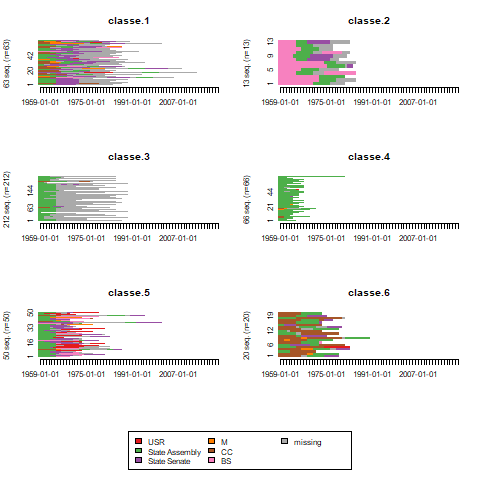 classe.1
63 seq. (n=63)
1 20 42
1959-01-01 1975-01-01 1991-01-01 2007-01-01
classe.2
13 seq. (n=13)
1 5 9 13
1959-01-01 1975-01-01 1991-01-01 2007-01-01
classe.3
212 seq. (n=212)
1 63 144
1959-01-01 1975-01-01 1991-01-01 2007-01-01
classe.4
66 seq. (n=66)
1 21 44
1959-01-01 1975-01-01 1991-01-01 2007-01-01
classe.5
50 seq. (n=50)
1 16 33 50
1959-01-01 1975-01-01 1991-01-01 2007-01-01
classe.6
20 seq. (n=20)
1 6 12 19
1959-01-01 1975-01-01 1991-01-01 2007-01-01
USR M missing
State Assembly CC
State Senate BS